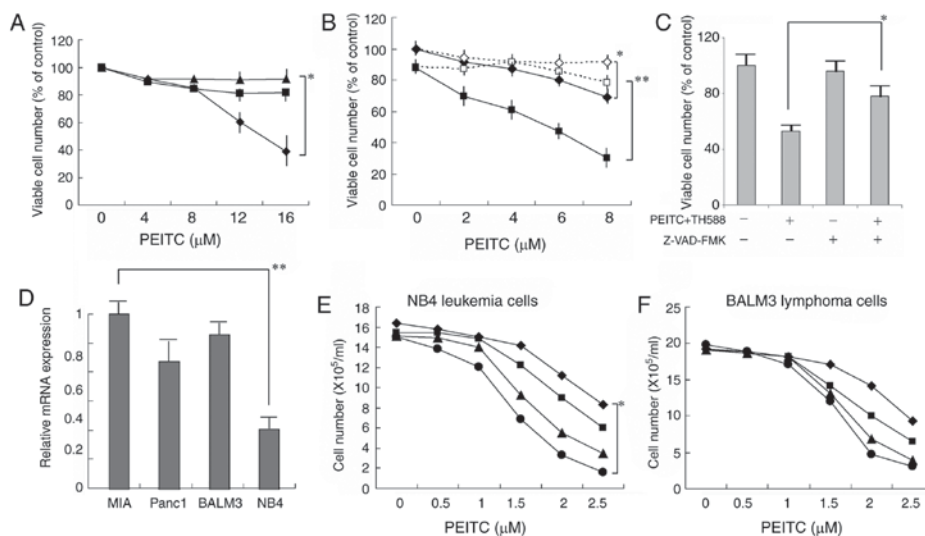 A
Viable cell number (% of control)
120
100
80
60
40
20
0
*
0 4 8 12 16
PEITC (μM)
B
Viable cell number (% of control)
120
100
80
60
40
20
0
*
**
0 2 4 6 8
PEITC (μM)
C
Viable cell number (% of control)
120
80
40
0
*
PEITC+TH588 – + – +
Z-VAD-FMK – – + +
D
Relative mRNA expression
1
0.8
0.6
0.4
0.2
0
**
MIA Panc1 BALM3 NB4
E
NB4 leukemia cells
Cell number (X10⁵/ml)
18
16
14
12
10
8
6
4
2
0
*
0 0.5 1 1.5 2 2.5
PEITC (μM)
F
BALM3 lymphoma cells
Cell number (X10⁵/ml)
25
20
15
10
5
0
0 0.5 1 1.5 2 2.5
PEITC (μM)